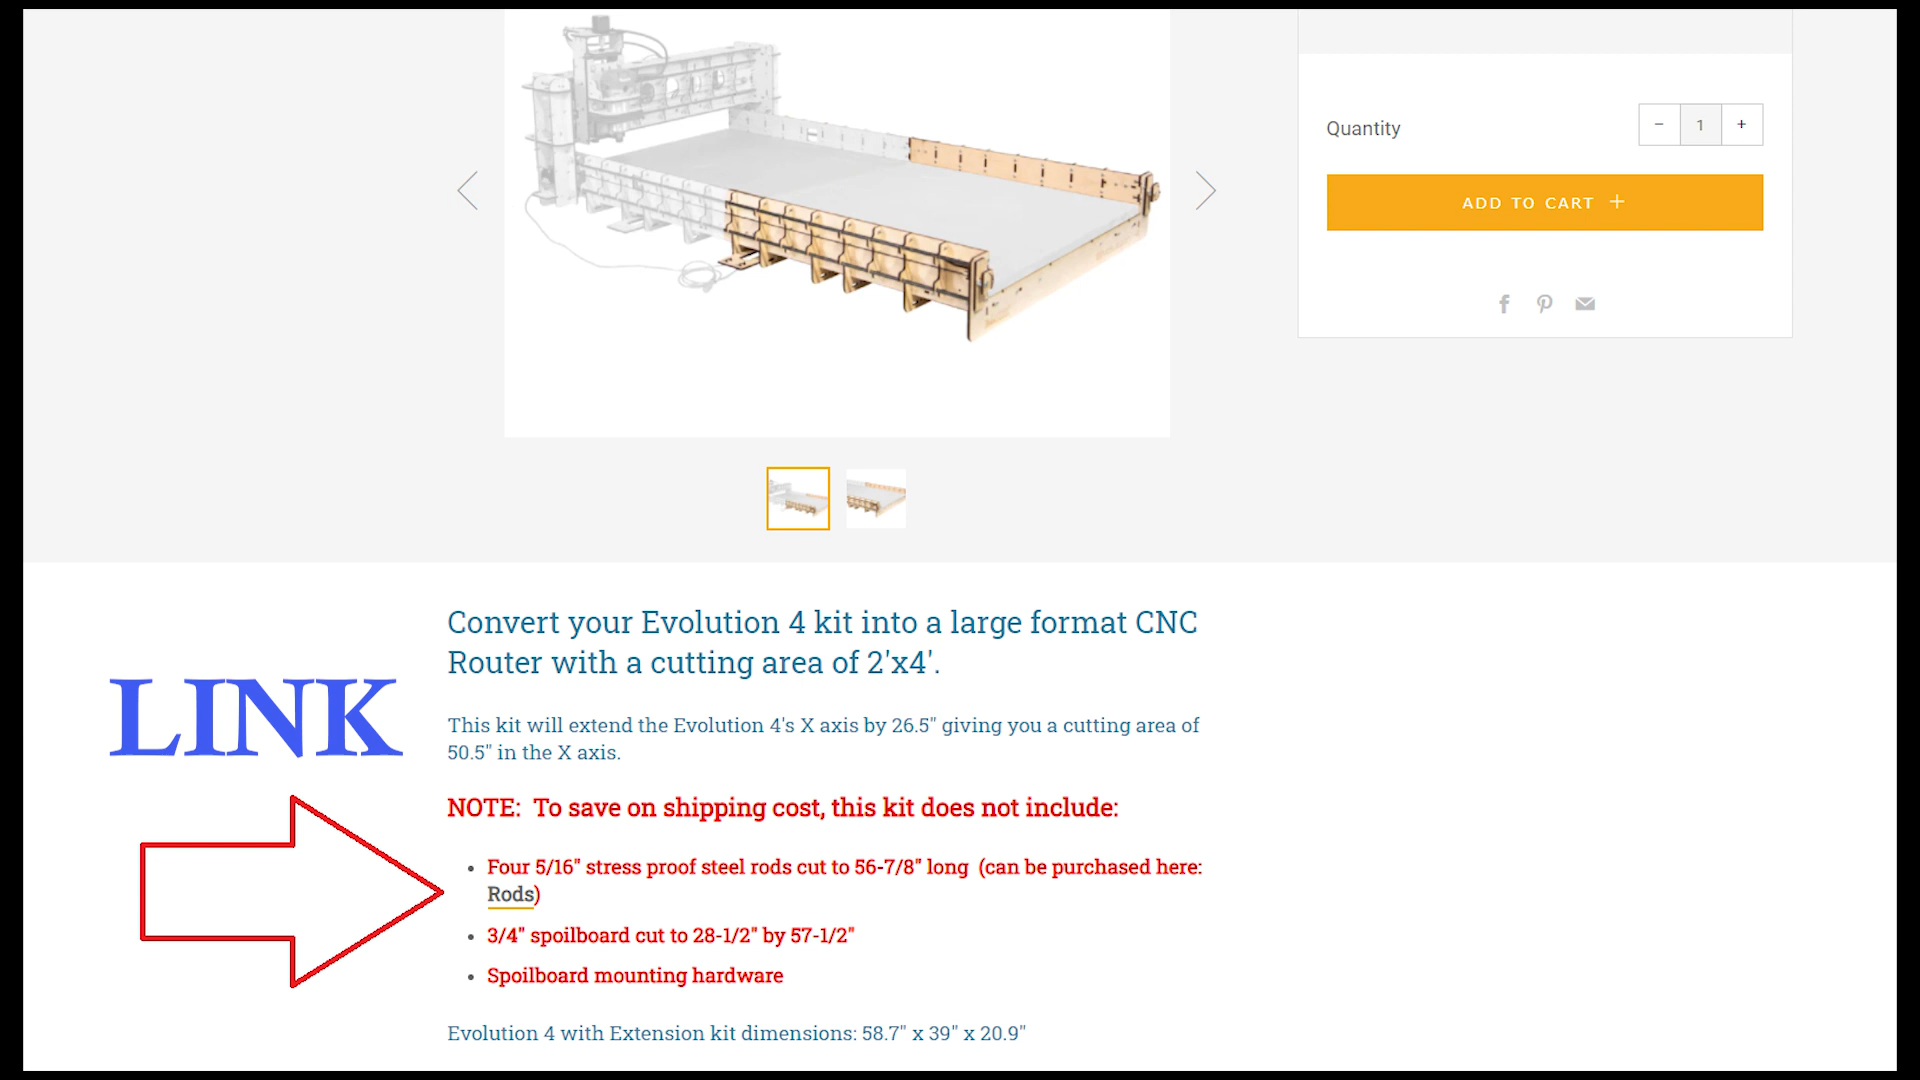 Quantity
− 1 +
ADD TO CART +
Convert your Evolution 4 kit into a large format CNC
Router with a cutting area of 2'x4'.
This kit will extend the Evolution 4's X axis by 26.5" giving you a cutting area of
50.5" in the X axis.
LINK
NOTE:  To save on shipping cost, this kit does not include:
• Four 5/16" stress proof steel rods cut to 56-7/8" long  (can be purchased here:
Rods)
• 3/4" spoilboard cut to 28-1/2" by 57-1/2"
• Spoilboard mounting hardware
Evolution 4 with Extension kit dimensions: 58.7" x 39" x 20.9"